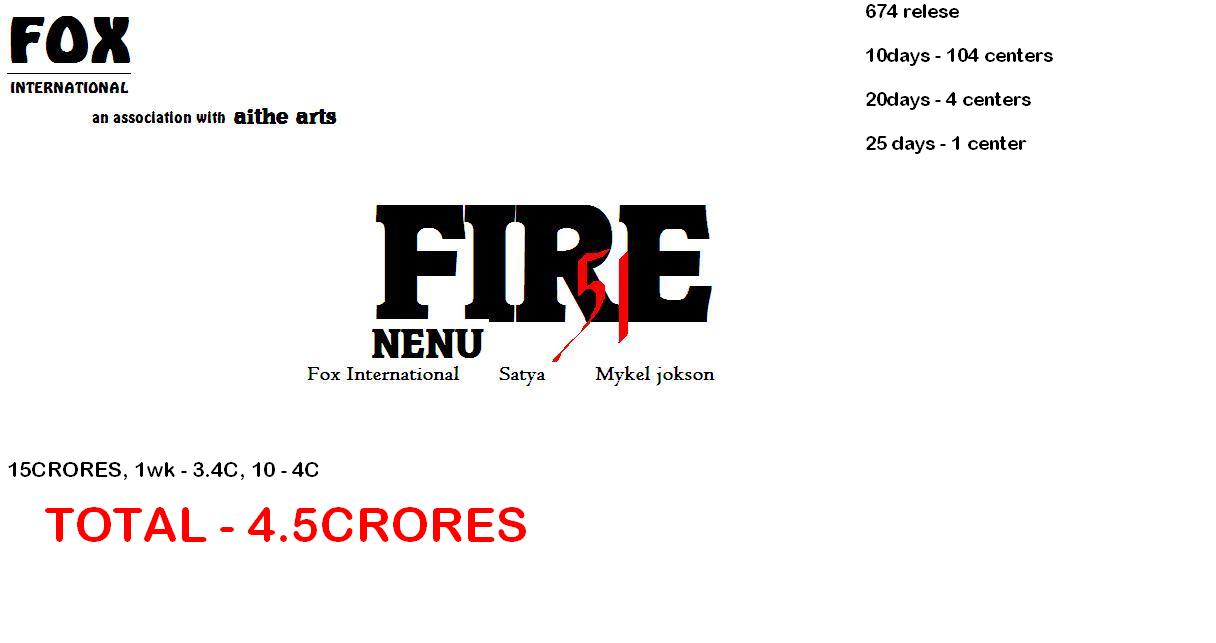 FOX
INTERNATIONAL
an association with aithe arts
674 relese
10days - 104 centers
20days - 4 centers
25 days - 1 center
FIRE
51
NENU
Fox International Satya Mykel jokson
15CRORES, 1wk - 3.4C, 10 - 4C
TOTAL - 4.5CRORES